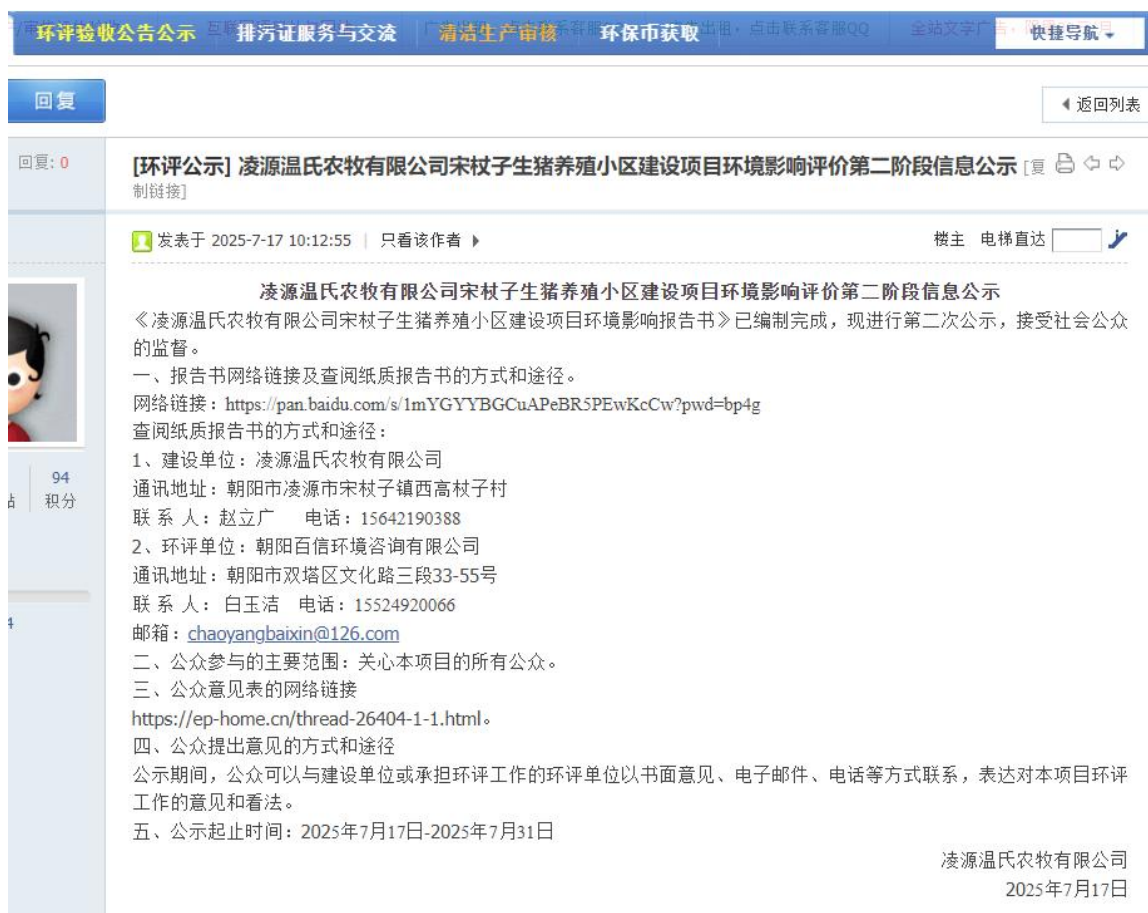 环评验收公告公示 排污证服务与交流 清洁生产审核 环保币获取 快捷导航
回复 返回列表
回复: 0
[环评公示] 凌源温氏农牧有限公司宋杖子生猪养殖小区建设项目环境影响评价第二阶段信息公示 [复
制链接]
发表于 2025-7-17 10:12:55 | 只看该作者 楼主 电梯直达
凌源温氏农牧有限公司宋杖子生猪养殖小区建设项目环境影响评价第二阶段信息公示
《凌源温氏农牧有限公司宋杖子生猪养殖小区建设项目环境影响报告书》已编制完成，现进行第二次公示，接受社会公众
的监督。
一、报告书网络链接及查阅纸质报告书的方式和途径。
网络链接：https://pan.baidu.com/s/1mYGYYBGCuAPeBR5PEwKcCw?pwd=bp4g
查阅纸质报告书的方式和途径：
1、建设单位：凌源温氏农牧有限公司
94
通讯地址：朝阳市凌源市宋杖子镇西高杖子村
积分
联 系 人：赵立广 电话：15642190388
2、环评单位：朝阳百信环境咨询有限公司
通讯地址：朝阳市双塔区文化路三段33-55号
联 系 人： 白玉洁 电话：15524920066
4
邮箱：chaoyangbaixin@126.com
二、公众参与的主要范围：关心本项目的所有公众。
三、公众意见表的网络链接
https://ep-home.cn/thread-26404-1-1.html。
四、公众提出意见的方式和途径
公示期间，公众可以与建设单位或承担环评工作的环评单位以书面意见、电子邮件、电话等方式联系，表达对本项目环评
工作的意见和看法。
五、公示起止时间：2025年7月17日-2025年7月31日
凌源温氏农牧有限公司
2025年7月17日